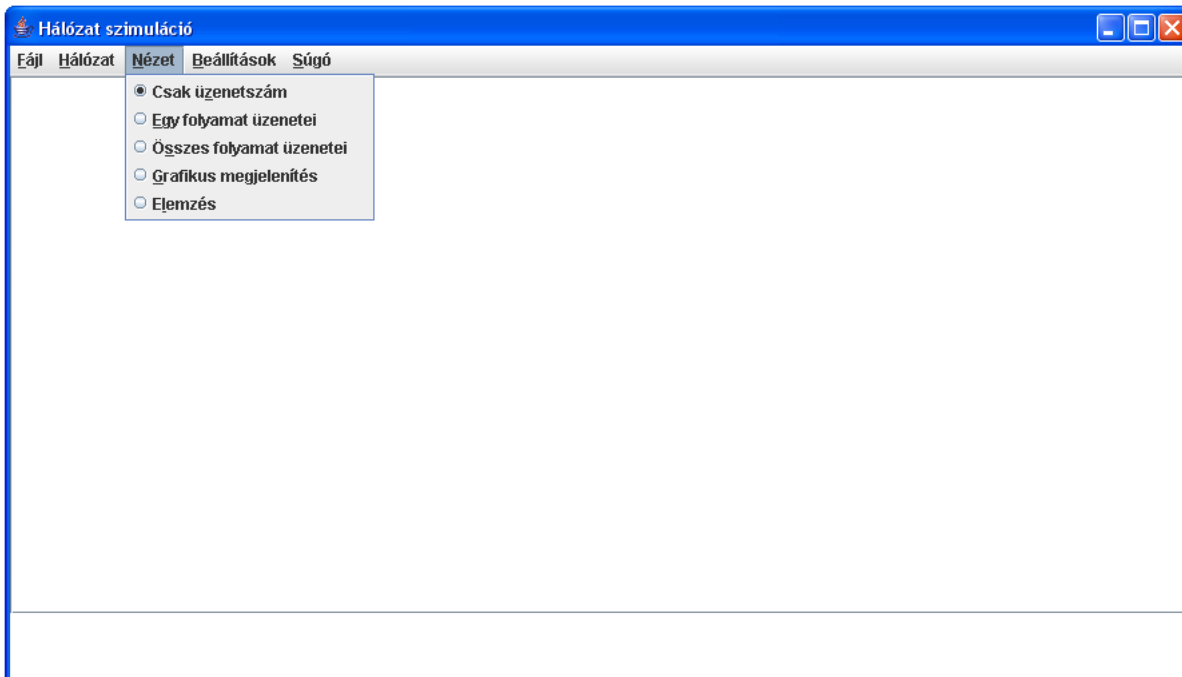 Hálózat szimuláció
Fájl Hálózat Nézet Beállítások Súgó
Csak üzenetszám
Egy folyamat üzenetei
Összes folyamat üzenetei
Grafikus megjelenítés
Elemzés